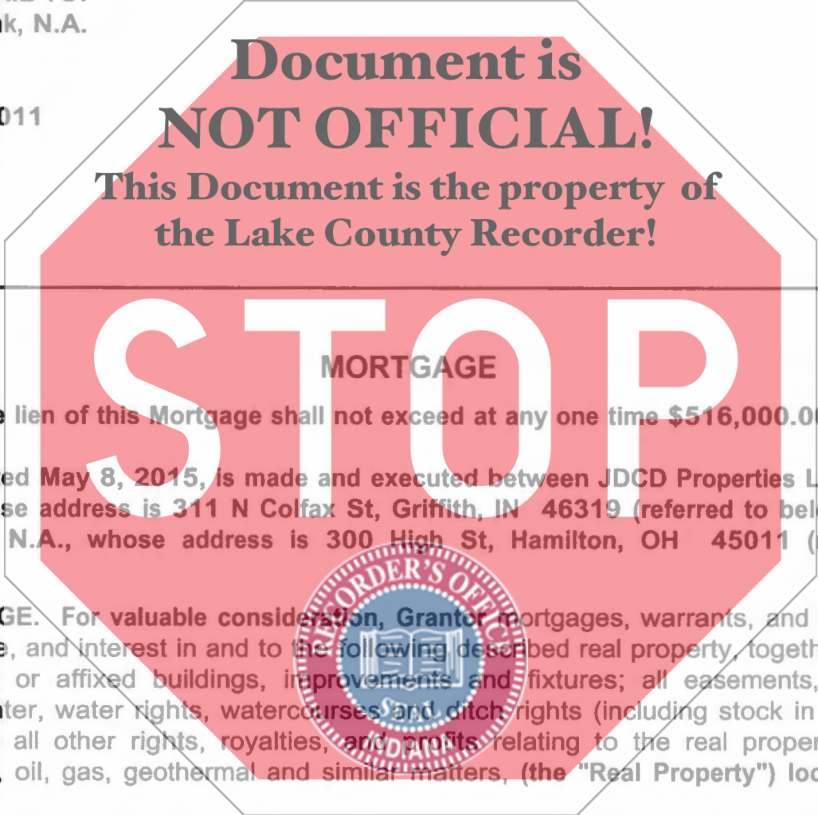 k, N.A.
011
Document is
NOT OFFICIAL!
This Document is the property of
the Lake County Recorder!
STOP
MORTGAGE
lien of this Mortgage shall not exceed at any one time $516,000.00
ed May 8, 2015, is made and executed between JDCD Properties L
se address is 311 N Colfax St, Griffith, IN 46319 (referred to bel
N.A., whose address is 300 High St, Hamilton, OH 45011 (
GE. For valuable consideration, Grantor mortgages, warrants, and
, and interest in and to the following described real property, togeth
or affixed buildings, improvements and fixtures; all easements,
ter, water rights, watercourses and ditch rights (including stock in
all other rights, royalties, and profits relating to the real proper
, oil, gas, geothermal and similar matters, (the "Real Property") loc
RECORDER'S OFFIC
SEAL
INDIANA